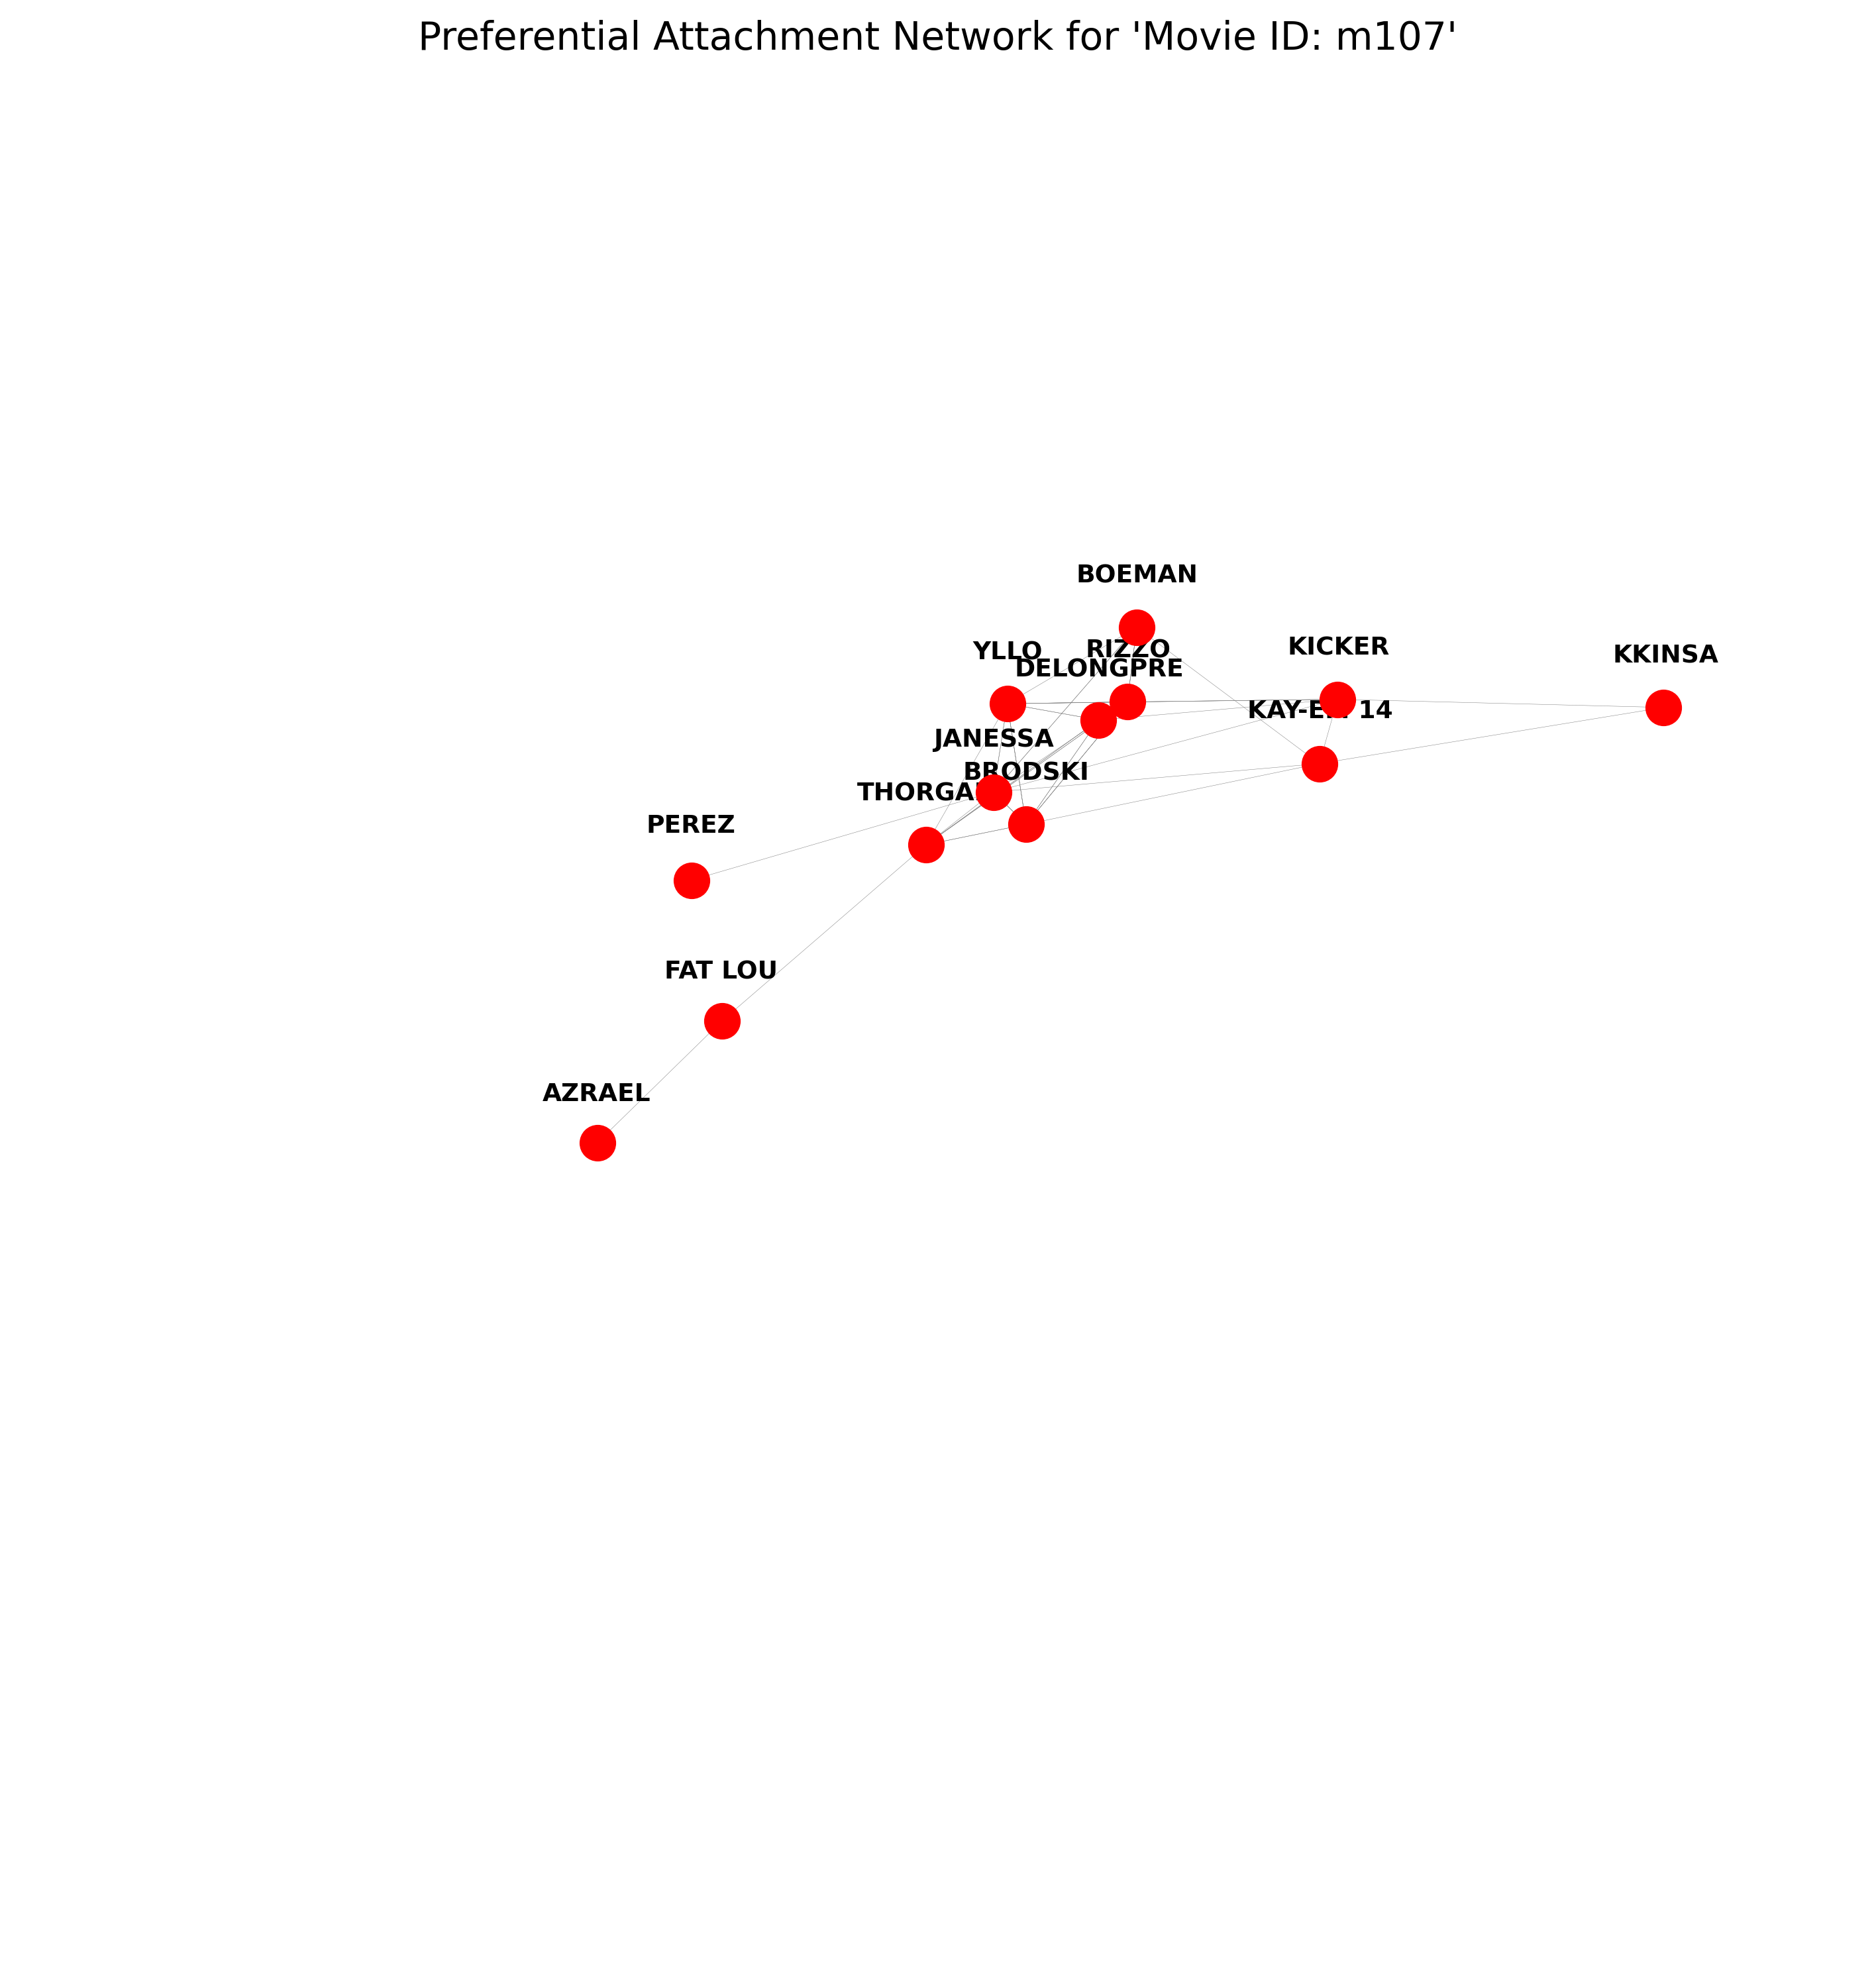 Preferential Attachment Network for 'Movie ID: m107'
BOEMAN
RIZZO
YLLO
KICKER
KKINSA
DELONGPRE
14
JANESSA
BRODSKI
PEREZ
FAT LOU
AZRAEL